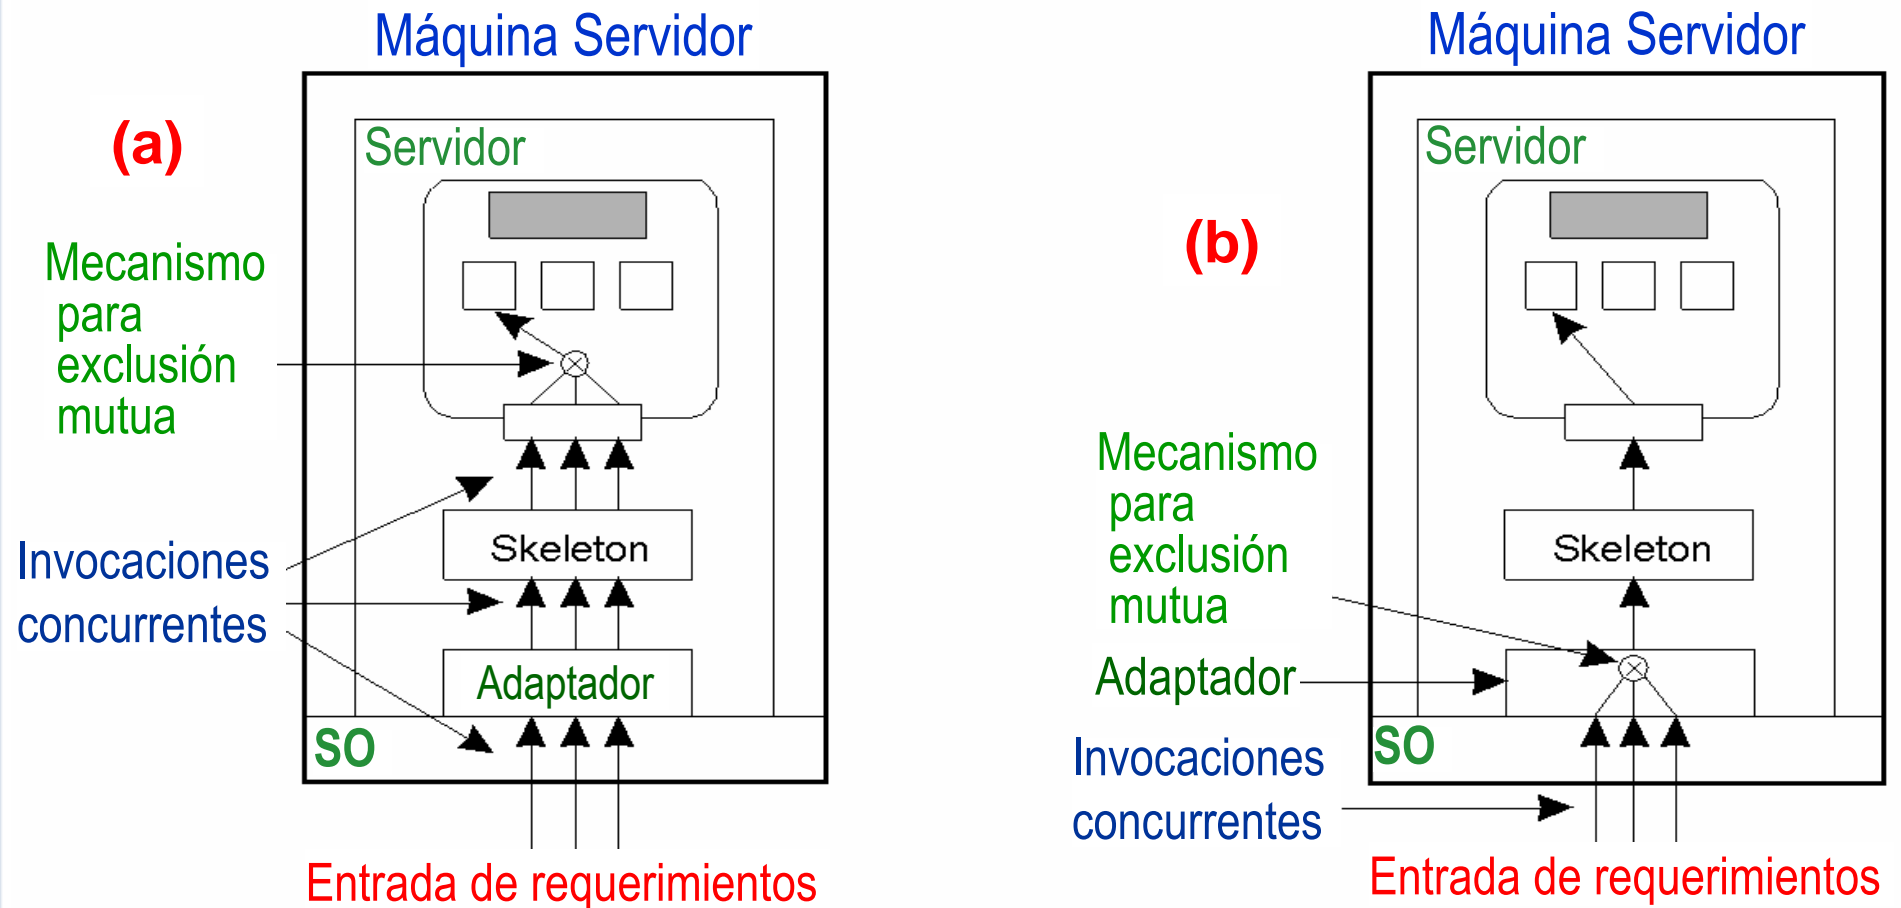 Máquina Servidor
(a)
Servidor
Mecanismo
para
exclusión
mutua
Skeleton
Invocaciones
concurrentes
Adaptador
SO
Entrada de requerimientos
Máquina Servidor
(b)
Servidor
Mecanismo
para
exclusión
mutua
Skeleton
Adaptador
SO
Invocaciones
concurrentes
Entrada de requerimientos